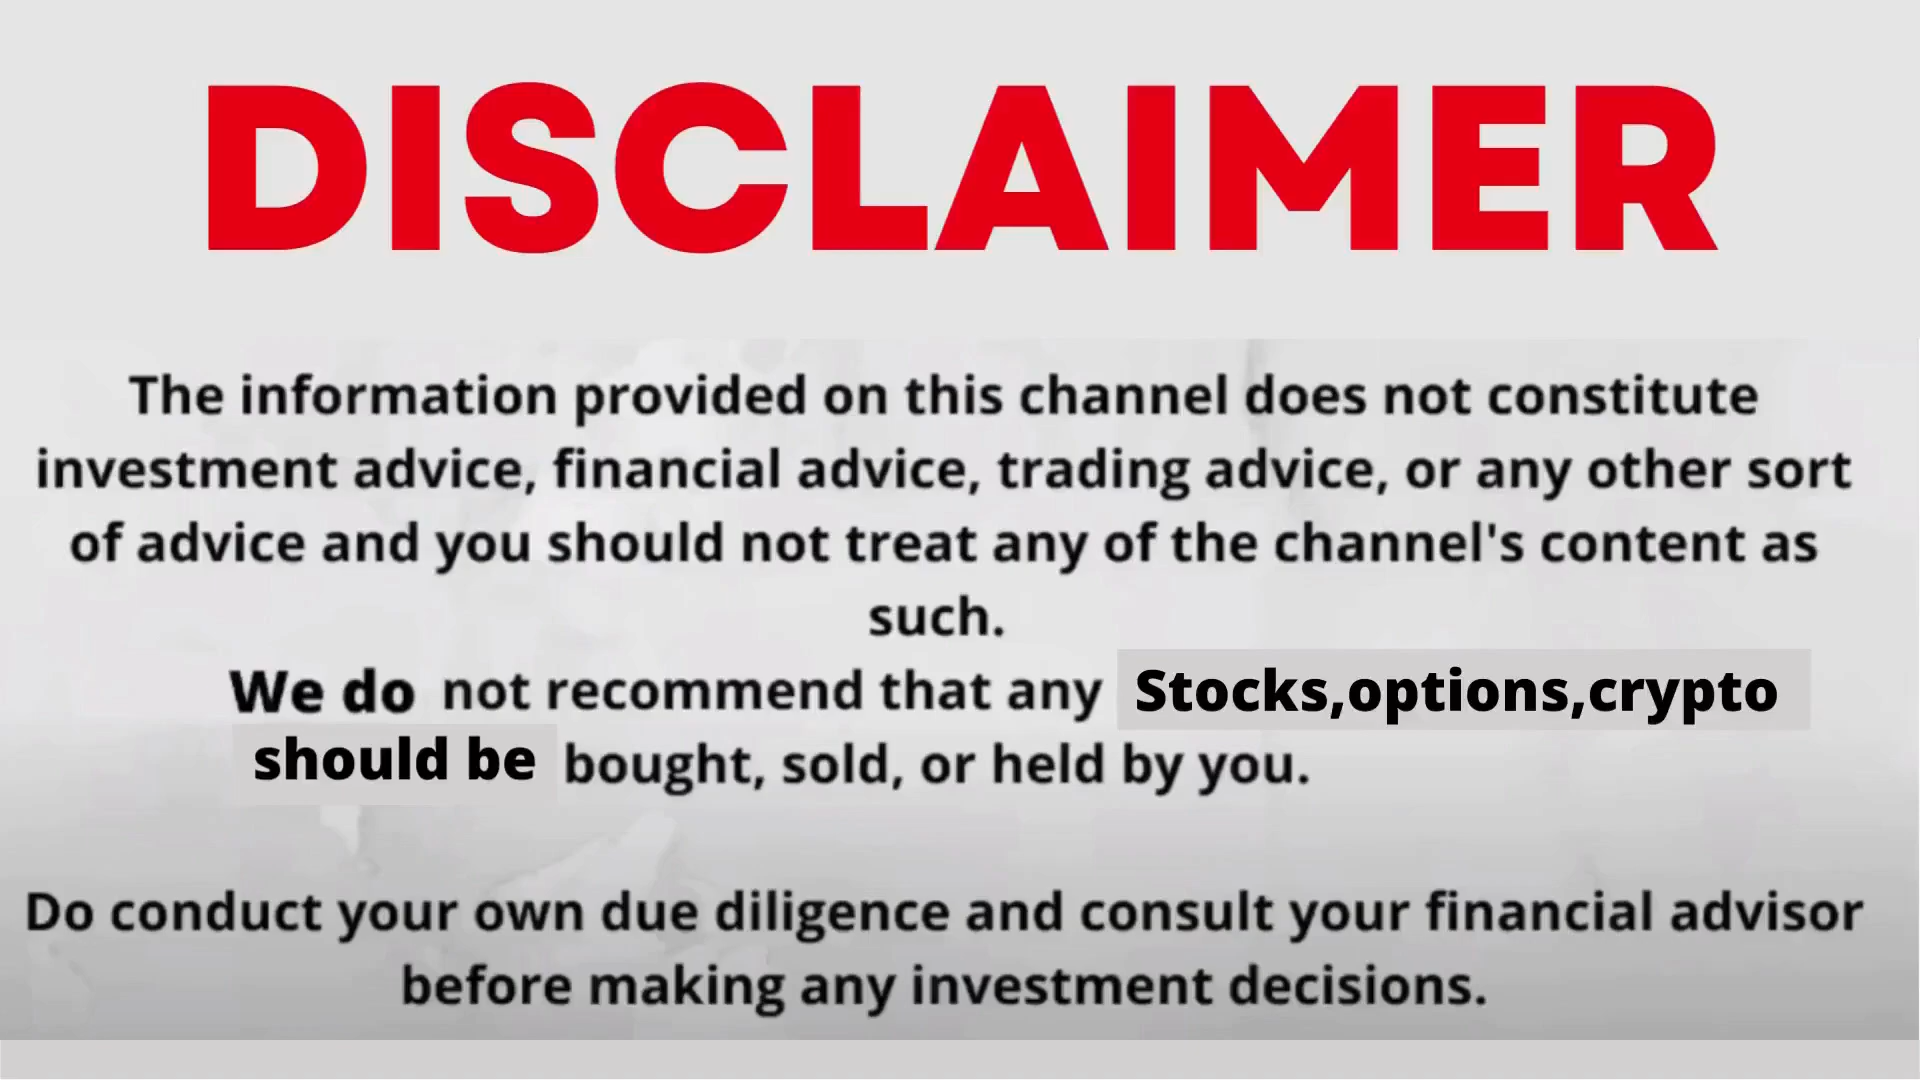 DISCLAIMER
The information provided on this channel does not constitute
investment advice, financial advice, trading advice, or any other sort
of advice and you should not treat any of the channel's content as
such.
We do not recommend that any Stocks,options,crypto
should be bought, sold, or held by you.
Do conduct your own due diligence and consult your financial advisor
before making any investment decisions.